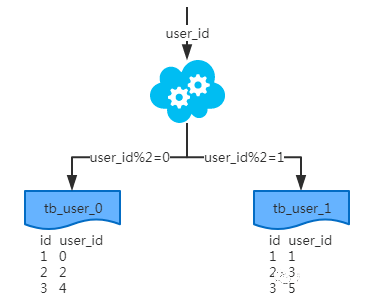 user_id
user_id%2=0 user_id%2=1
tb_user_0 tb_user_1
id user_id id user_id
1 0 1 1
2 2 2 3
3 4 3 5